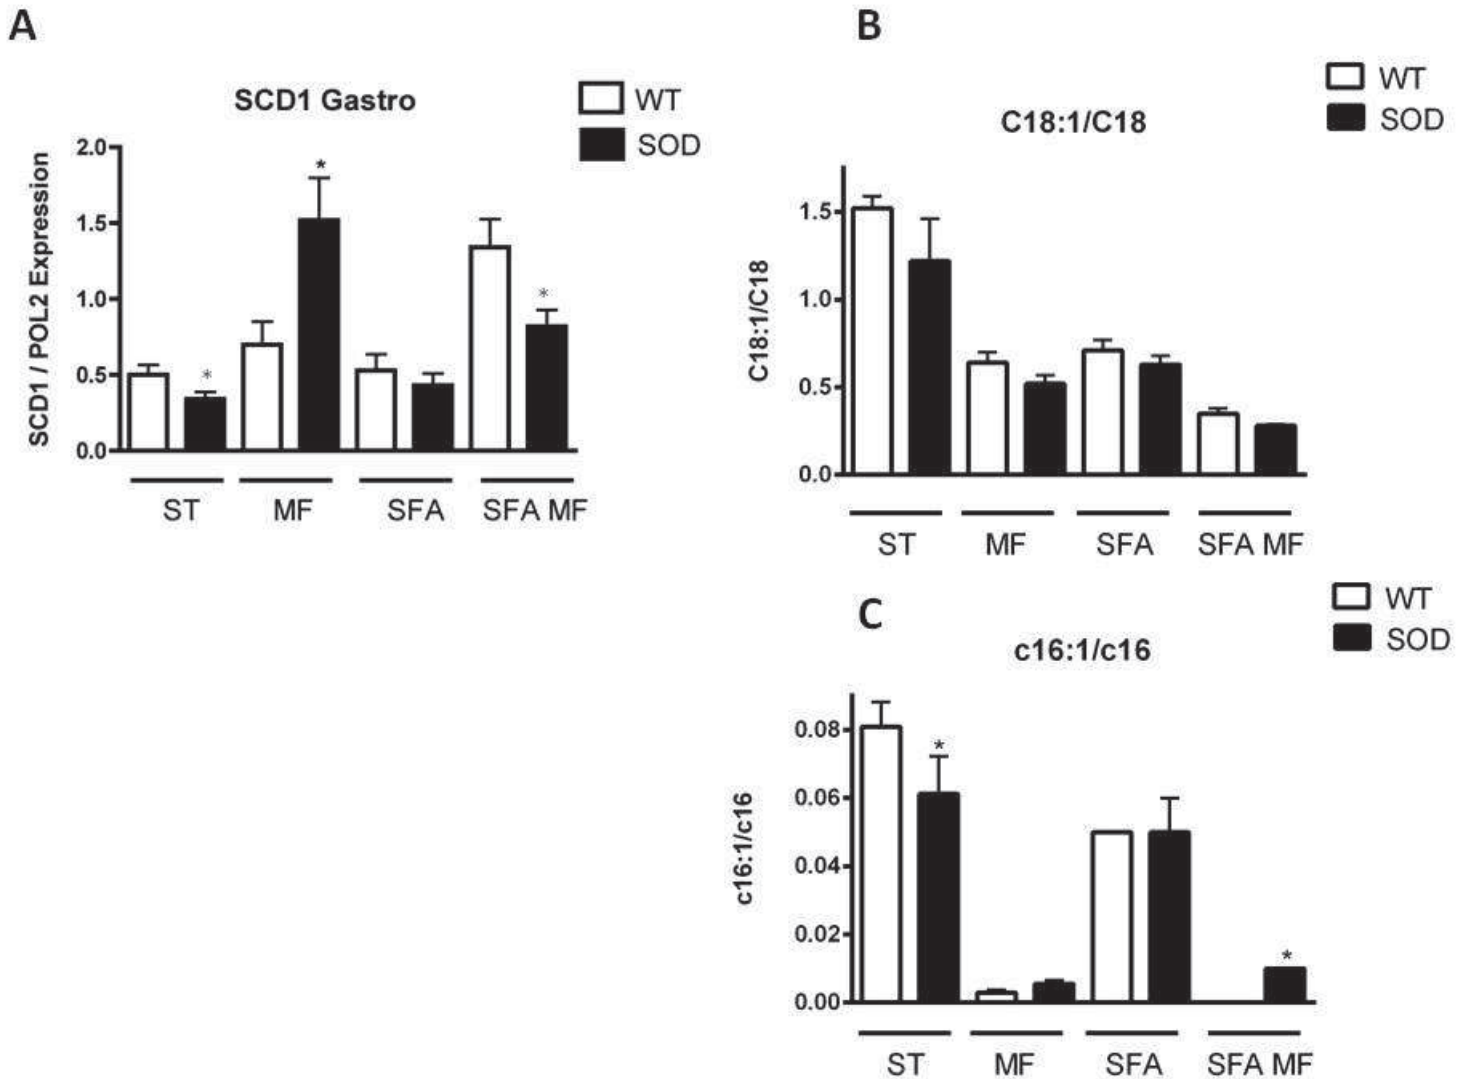 A
SCD1 Gastro
WT
SOD
SCD1 / POL2 Expression
2.0
1.5
1.0
0.5
0.0
*
*
*
ST MF SFA SFA MF
B
C18:1/C18
WT
SOD
C18:1/C18
1.5
1.0
0.5
0.0
ST MF SFA SFA MF
C
c16:1/c16
WT
SOD
c16:1/c16
0.08
0.06
0.04
0.02
0.00
*
*
ST MF SFA SFA MF